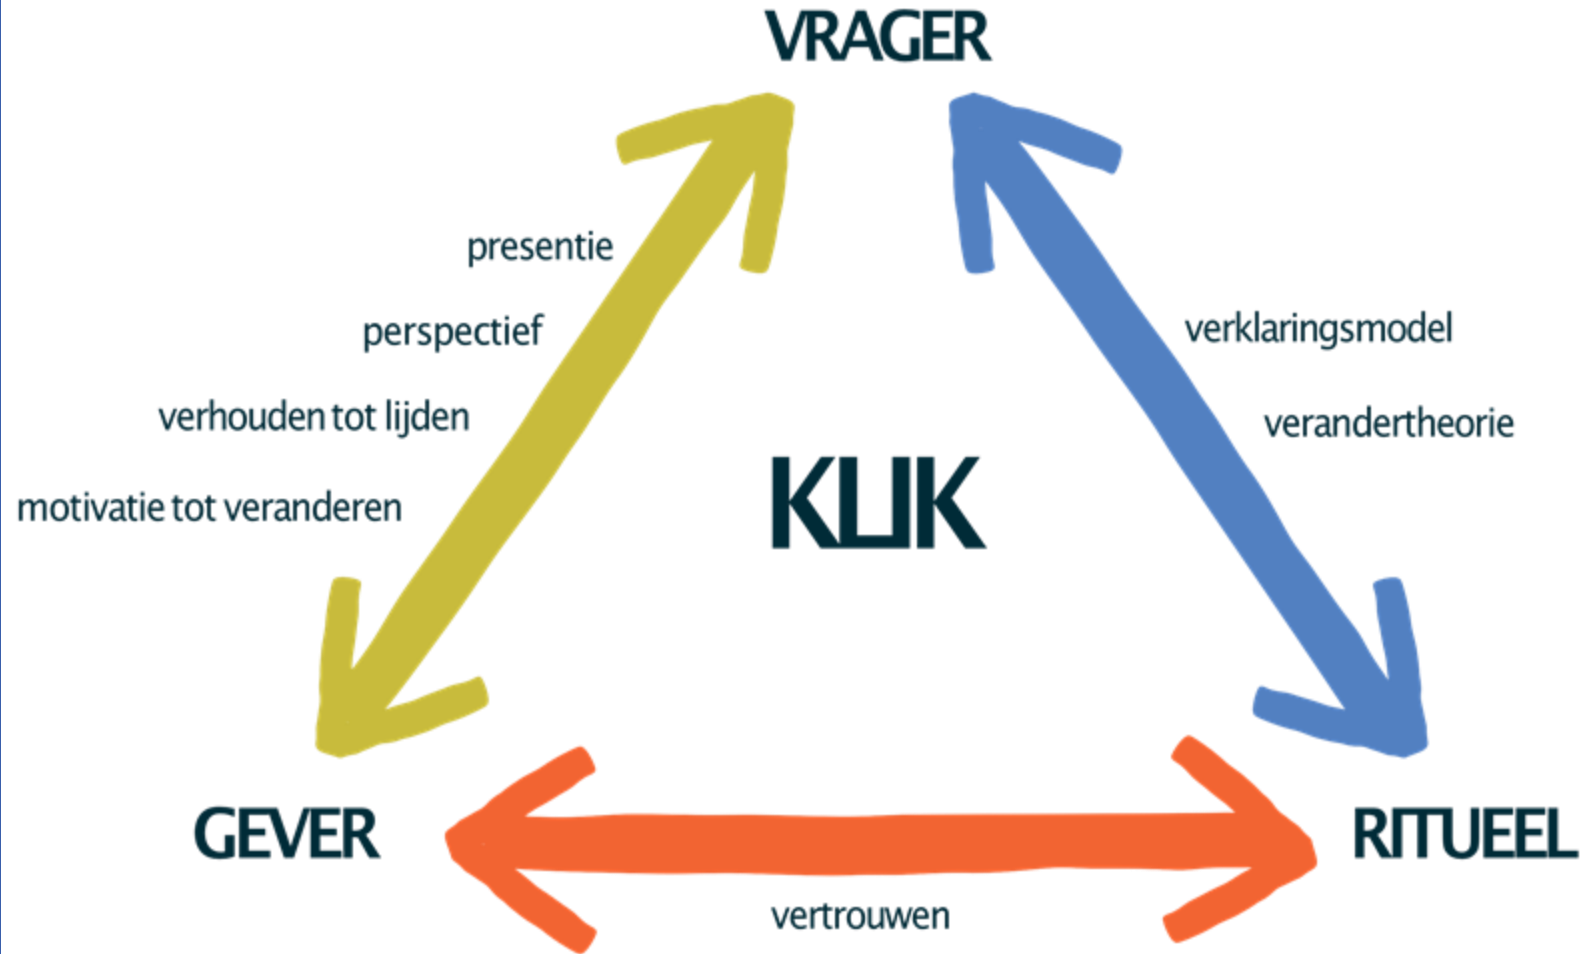 VRAGER
presentie
perspectief
verklaringsmodel
verhouden tot lijden
verandertheorie
motivatie tot veranderen
KLIK
GEVER
RITUEEL
vertrouwen